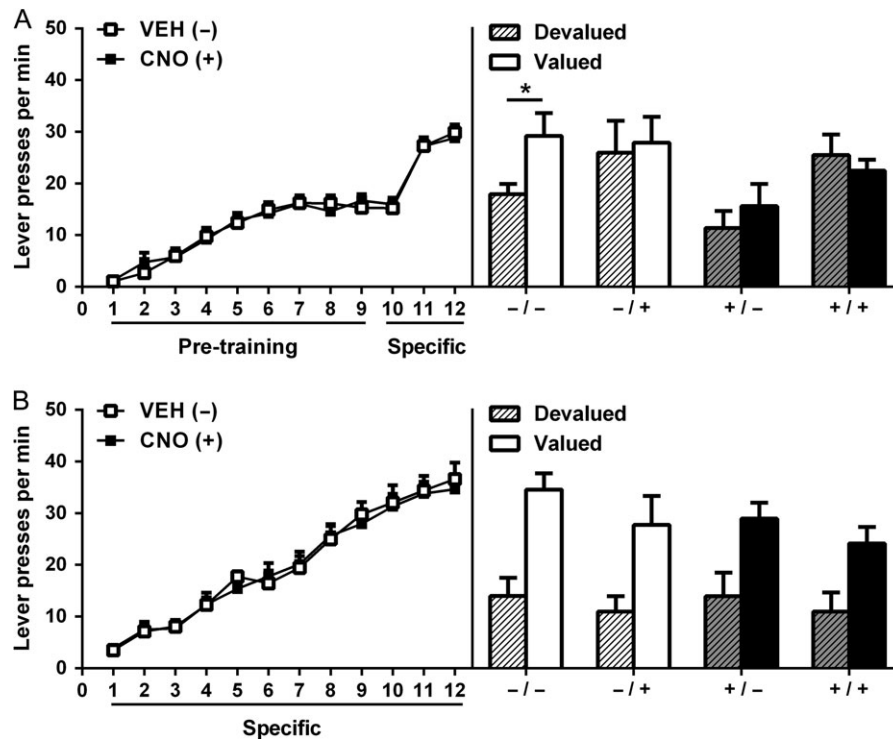 A
VEH (–)
CNO (+)
Devalued
Valued
*
Lever presses per min
50
40
30
20
10
0
0 1 2 3 4 5 6 7 8 9 10 11 12
Pre-training Specific
– / – – / + + / – + / +
B
VEH (–)
CNO (+)
Devalued
Valued
Lever presses per min
50
40
30
20
10
0
0 1 2 3 4 5 6 7 8 9 10 11 12
Specific
– / – – / + + / – + / +